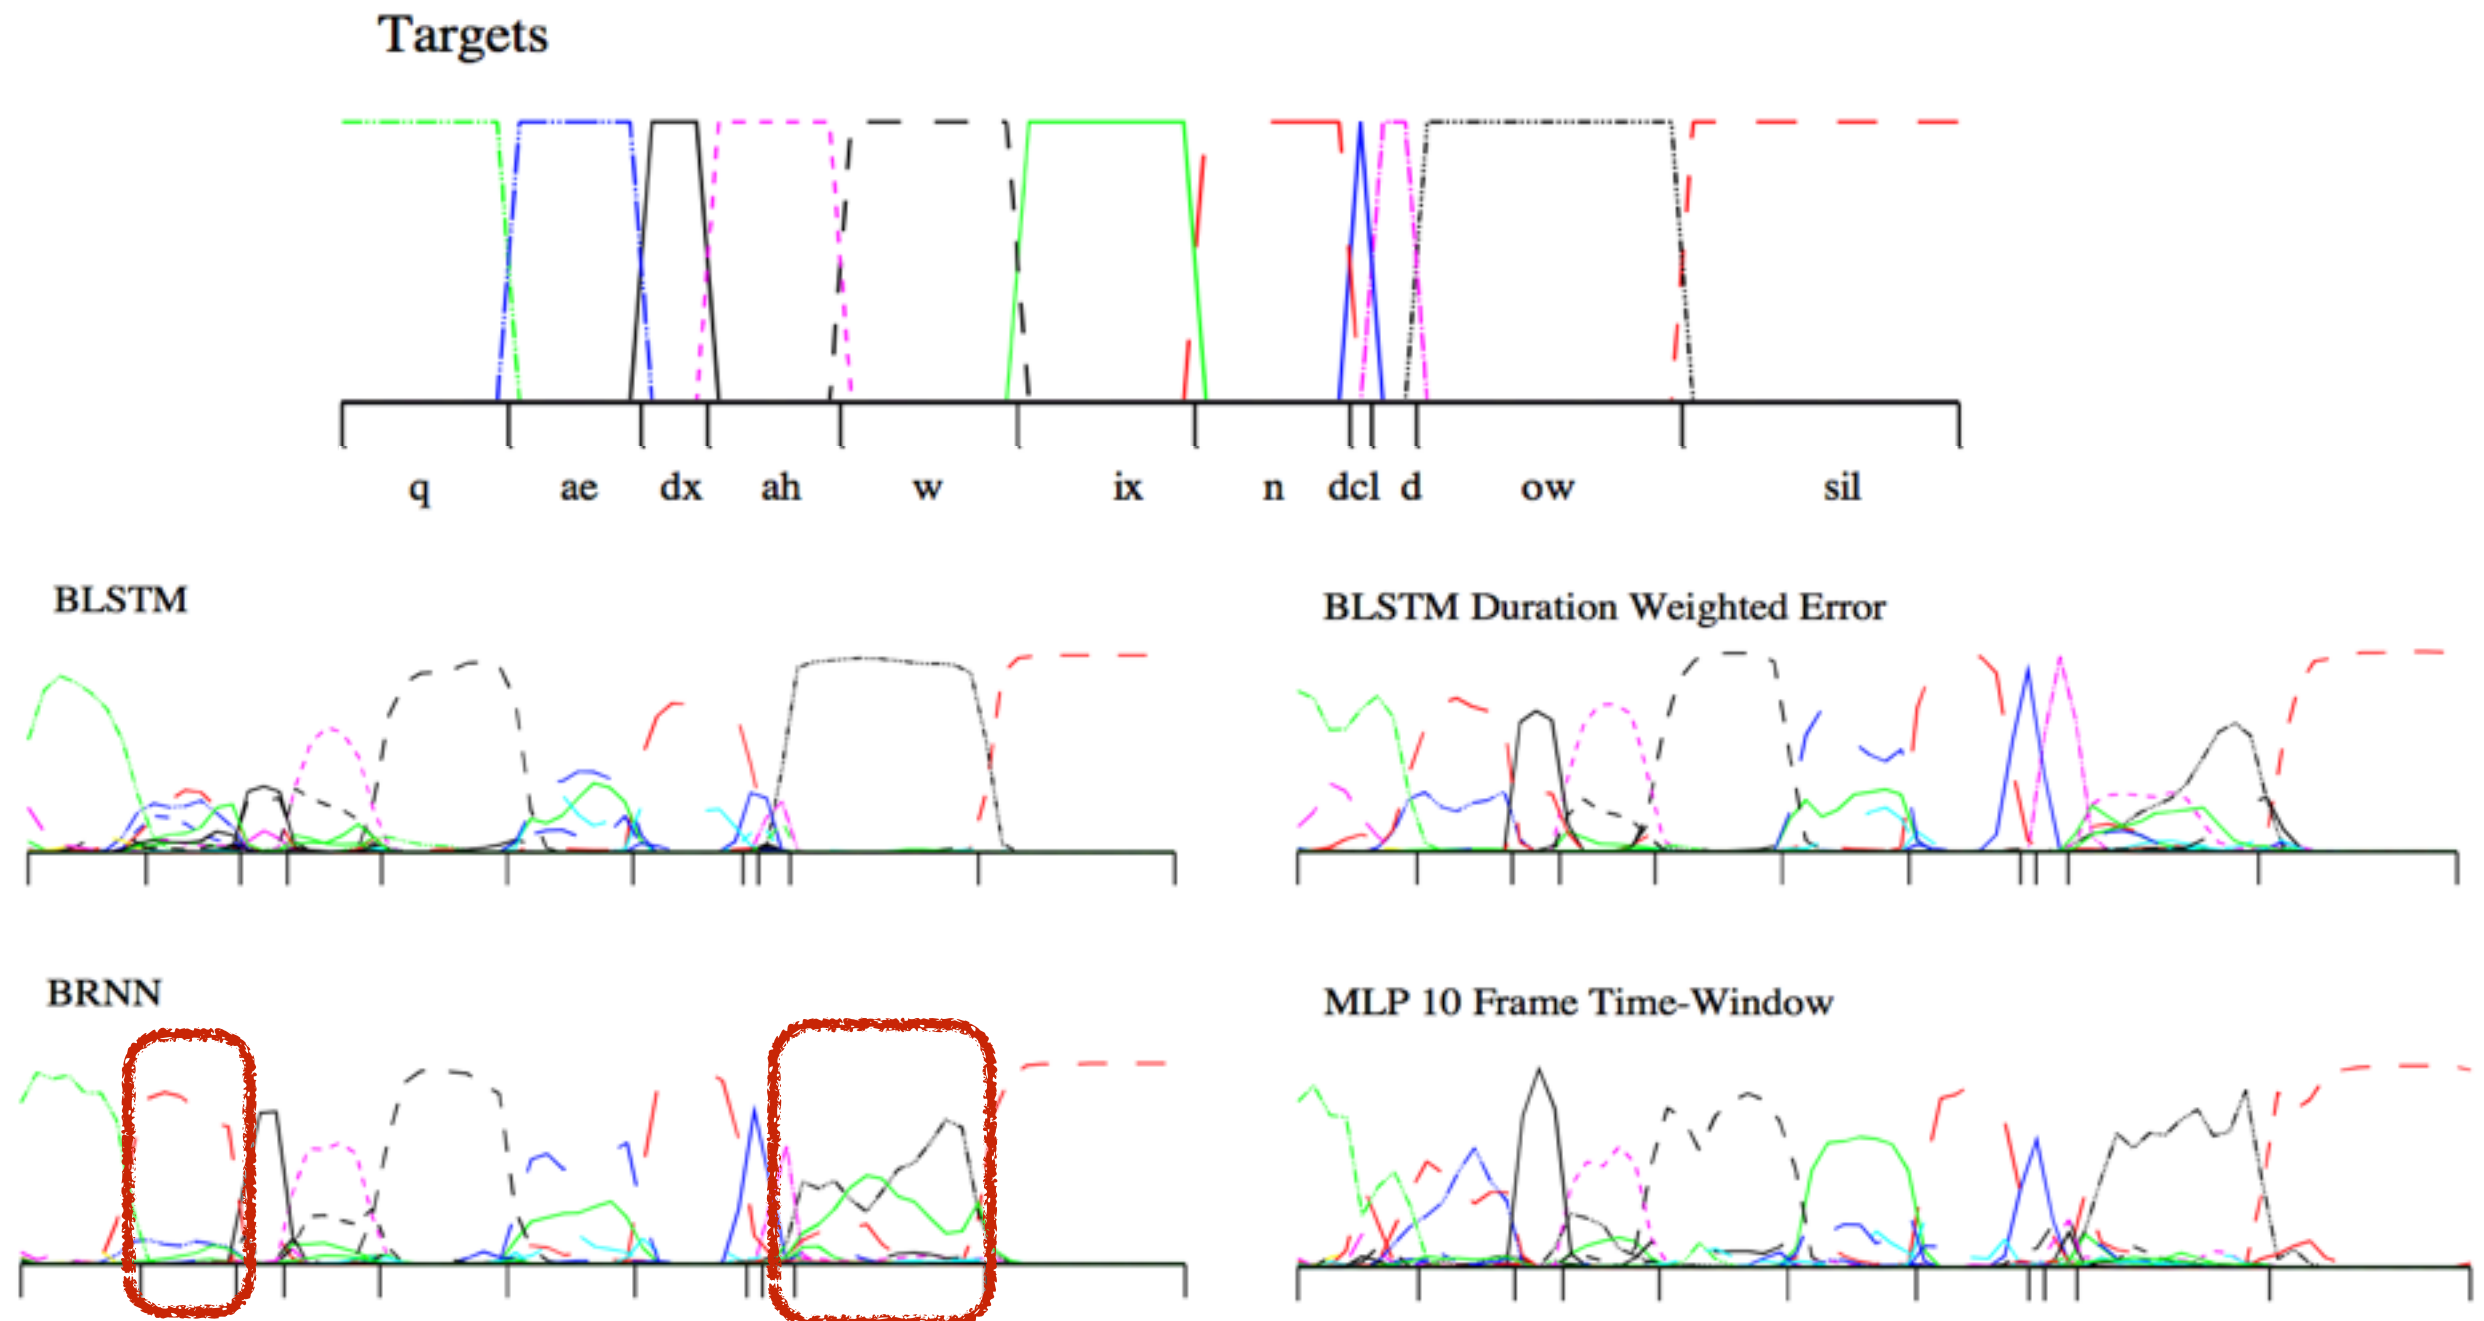 Targets
q ae dx ah w ix n dcl d ow sil
BLSTM
BLSTM Duration Weighted Error
BRNN
MLP 10 Frame Time-Window